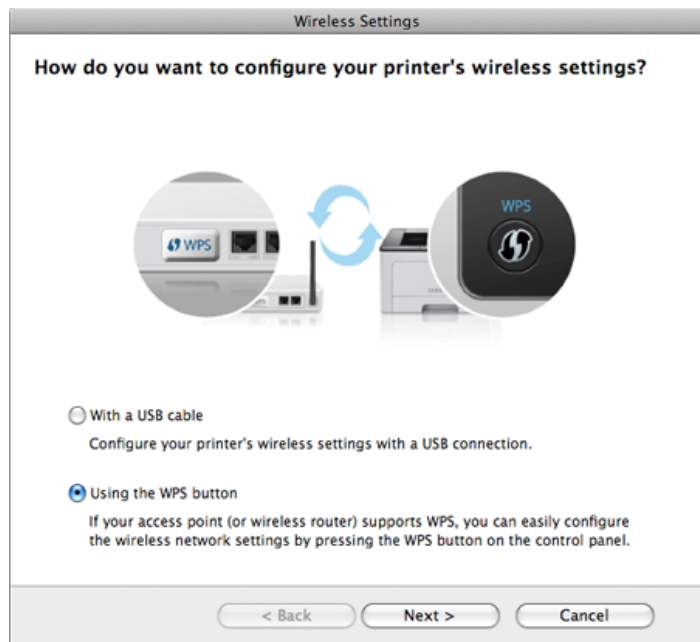 Wireless Settings
How do you want to configure your printer's wireless settings?
WPS
WPS
With a USB cable
Configure your printer's wireless settings with a USB connection.
Using the WPS button
If your access point (or wireless router) supports WPS, you can easily configure
the wireless network settings by pressing the WPS button on the control panel.
< Back
Next >
Cancel